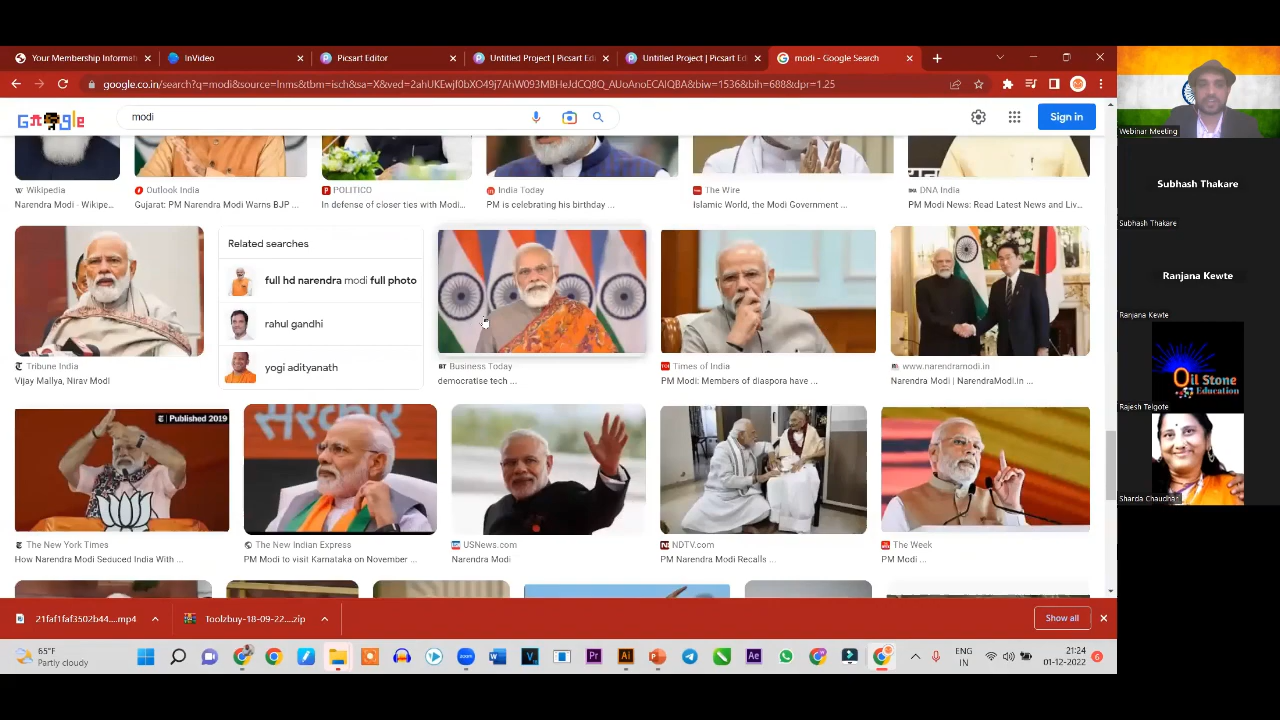 Your Membership Informati
InVideo
Picsart Editor
Untitled Project | Picsart Edi
Untitled Project | Picsart Edi
modi - Google Search
google.co.in/search?q=modi&source=lnms&tbm=isch&sa=X&ved=2ahUKEwjf0bXO49j7AhW093MBHeJdCQ8Q_AUoAnoECAIQBA&biw=1536&bih=688&dpr=1.25
modi
Sign in
Wikipedia
Narendra Modi - Wikipe...
Outlook India
Gujarat: PM Narendra Modi Warns BJP ...
POLITICO
In defense of closer ties with Modi...
India Today
PM is celebrating his birthday ...
The Wire
Islamic World, the Modi Government ...
DNA India
PM Modi News: Read Latest News and Liv...
Related searches
full hd narendra modi full photo
rahul gandhi
yogi adityanath
Tribune India
Vijay Mallya, Nirav Modi
Business Today
democratise tech ...
Times of India
PM Modi: Members of diaspora have ...
www.narendramodi.in
Narendra Modi | NarendraModi.in ...
Published 2019
सरकार
The New York Times
How Narendra Modi Seduced India With ...
The New Indian Express
PM Modi to visit Karnataka on November ...
USNews.com
Narendra Modi
NDTV.com
PM Narendra Modi Recalls ...
The Week
PM Modi ...
21faf1faf3502b44....mp4
Toolzbuy-18-09-22....zip
Show all
65°F
Partly cloudy
ENG
IN
21:24
01-12-2022
6
Webinar Meeting
Subhash Thakare
Subhash Thakare
Ranjana Kewte
Ranjana Kewte
Oil Stone
Education
Rajesh Telgote
Sharda Chaudhar